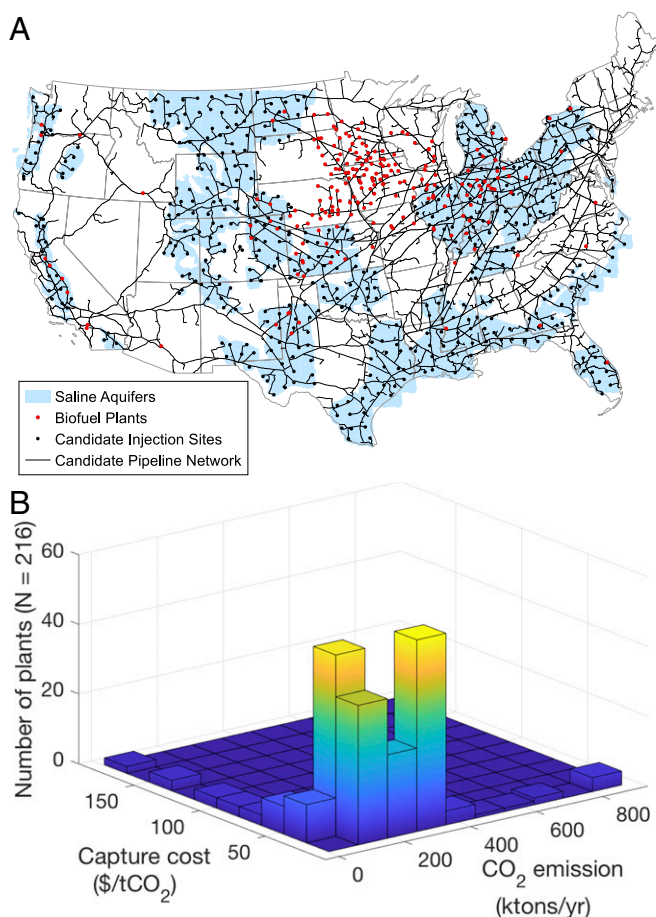 A
Saline Aquifers
Biofuel Plants
Candidate Injection Sites
Candidate Pipeline Network
B
Number of plants (N = 216)
60
40
20
0
150
100
50
Capture cost
($/tCO₂)
0
200
400
600
800
CO₂ emission
(ktons/yr)